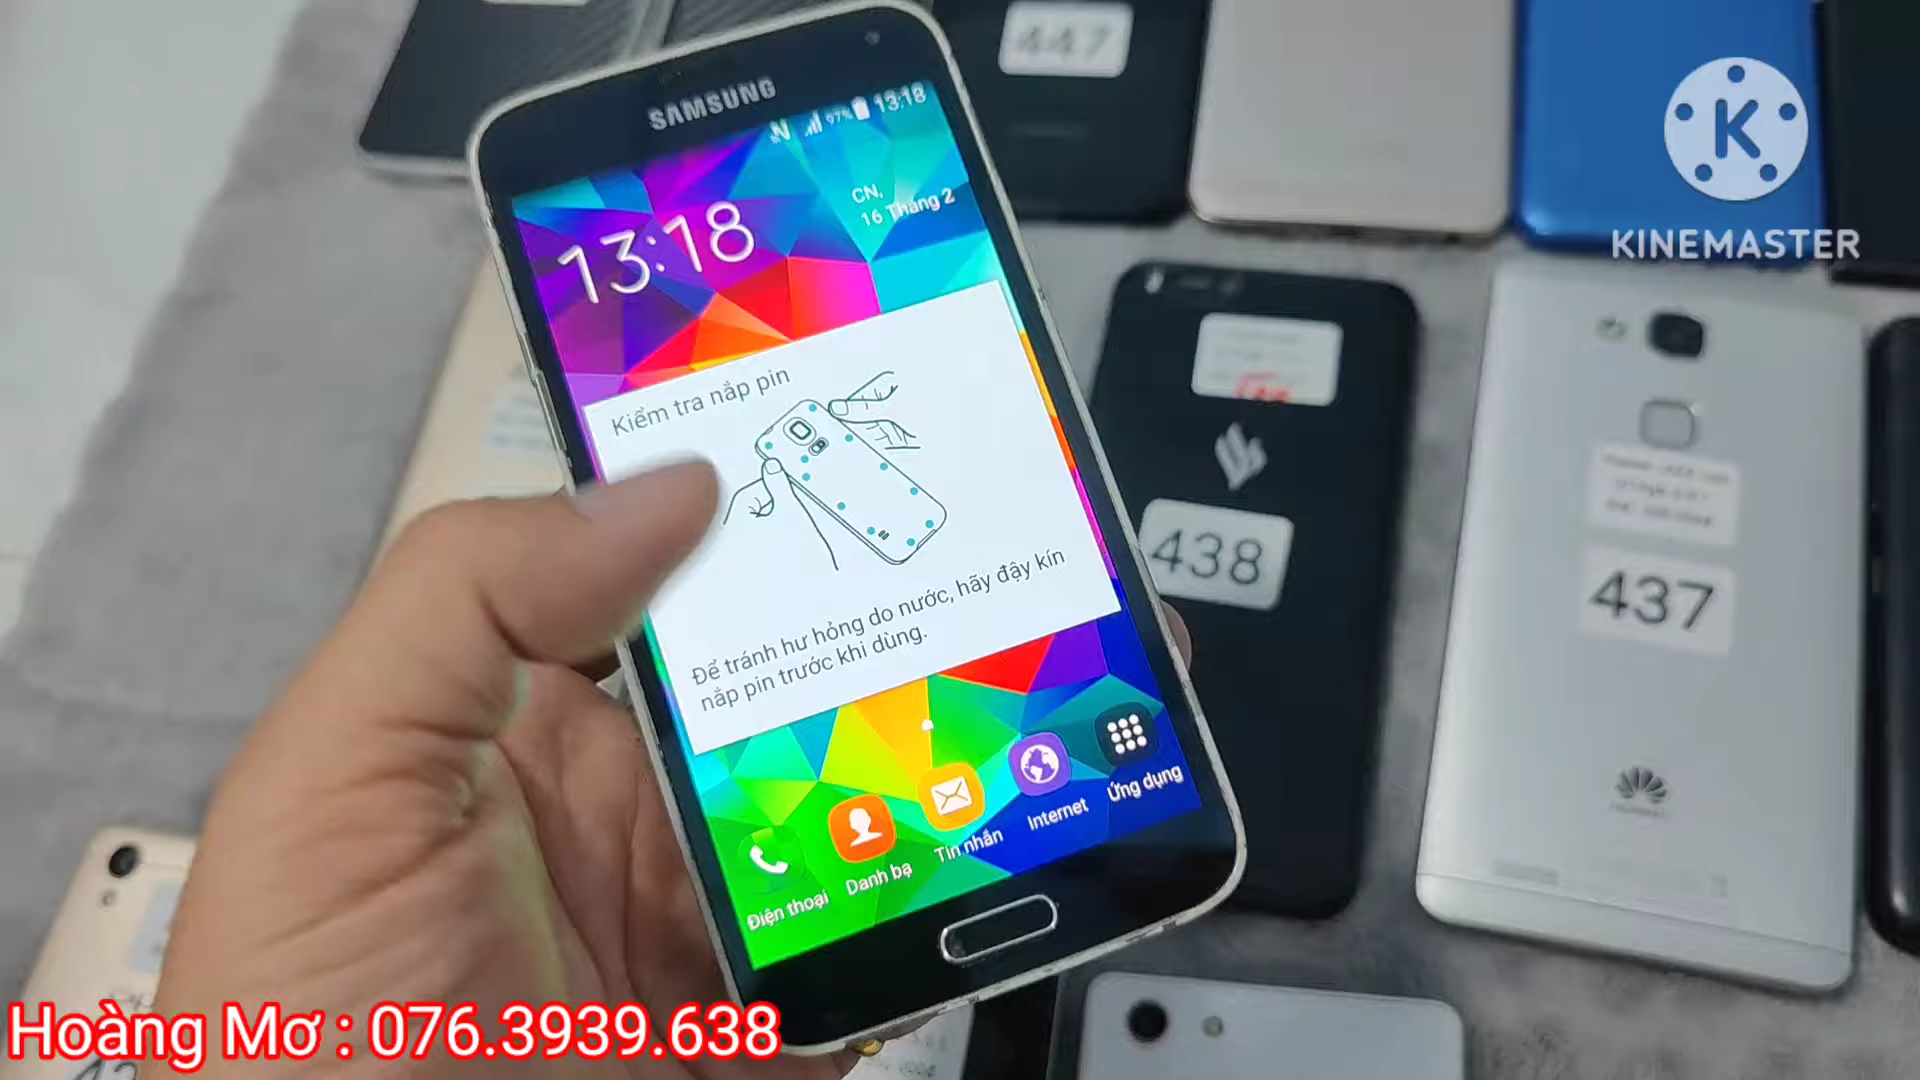 447
KINEMASTER
SAMSUNG
97% 13:18
13:18
CN,
16 Tháng 2
Kiểm tra nắp pin
Để tránh hư hỏng do nước, hãy đậy kín
nắp pin trước khi dùng.
Điện thoại
Danh bạ
Tin nhắn
Internet
Ứng dụng
438
437
Hoàng Mơ : 076.3939.638